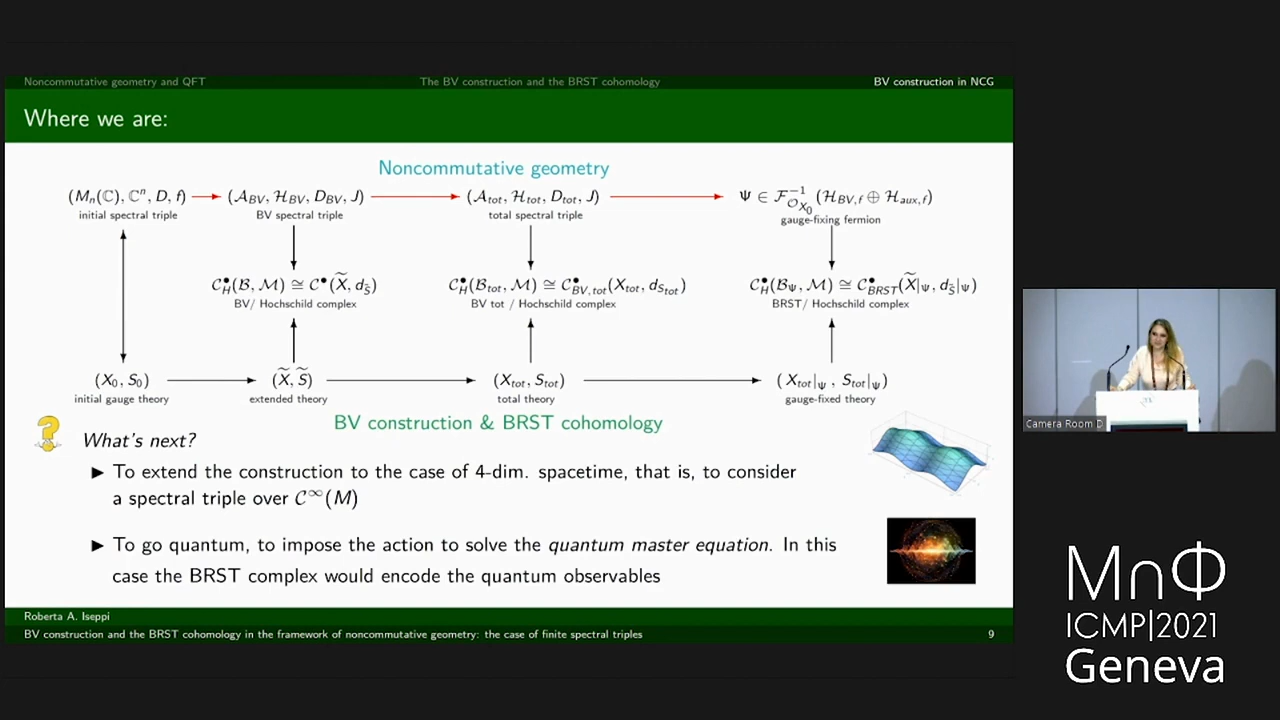 Noncommutative geometry and QFT
The BV construction and the BRST cohomology
BV construction in NCG
Where we are:
Noncommutative geometry
(Mₙ(ℂ), ℂⁿ, D, f) → (𝒜_BV, ℋ_BV, D_BV, J) → (𝒜_tot, ℋ_tot, D_tot, J) → Ψ ∈ ℱ⁻¹_{𝒪_{X₀}} (ℋ_{BV,f} ⊕ ℋ_{aux,f})
initial spectral triple
BV spectral triple
total spectral triple
gauge-fixing fermion
𝒞•_H(ℬ, ℳ) ≅ 𝒞•(X̃, d_S̃)
𝒞•_H(ℬ_tot, ℳ) ≅ 𝒞•_{BV,tot}(X_tot, d_{S_tot})
𝒞•_H(ℬ_Ψ, ℳ) ≅ 𝒞•_BRST(X̃|_Ψ, d_S̃|_Ψ)
BV/ Hochschild complex
BV tot / Hochschild complex
BRST/ Hochschild complex
(X₀, S₀) → (X̃, S̃) → (X_tot, S_tot) → ( X_tot|_Ψ , S_tot|_Ψ)
initial gauge theory
extended theory
total theory
gauge-fixed theory
BV construction & BRST cohomology
?
What's next?
▶ To extend the construction to the case of 4-dim. spacetime, that is, to consider
a spectral triple over 𝒞^∞(M)
▶ To go quantum, to impose the action to solve the quantum master equation. In this
case the BRST complex would encode the quantum observables
Roberta A. Iseppi
BV construction and the BRST cohomology in the framework of noncommutative geometry: the case of finite spectral triples
9
Camera Room D
M∩Φ
ICMP|2021
Geneva